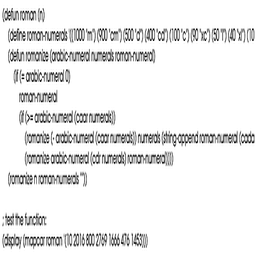 (defun roman (n)
(define roman-numerals '((1000 "m") (900 "cm") (500 "d") (400 "cd") (100 "c") (90 "xc") (50 "l") (40 "xl") (10
(defun romanize (arabic-numeral numerals roman-numeral)
(if (= arabic-numeral 0)
roman-numeral
(if (>= arabic-numeral (caar numerals))
(romanize (- arabic-numeral (caar numerals)) numerals (string-append roman-numeral (cada
(romanize arabic-numeral (cdr numerals) roman-numeral))))
(romanize n roman-numerals ""))
; test the function:
(display (mapcar roman '(10 2016 800 2769 1666 476 1453)))